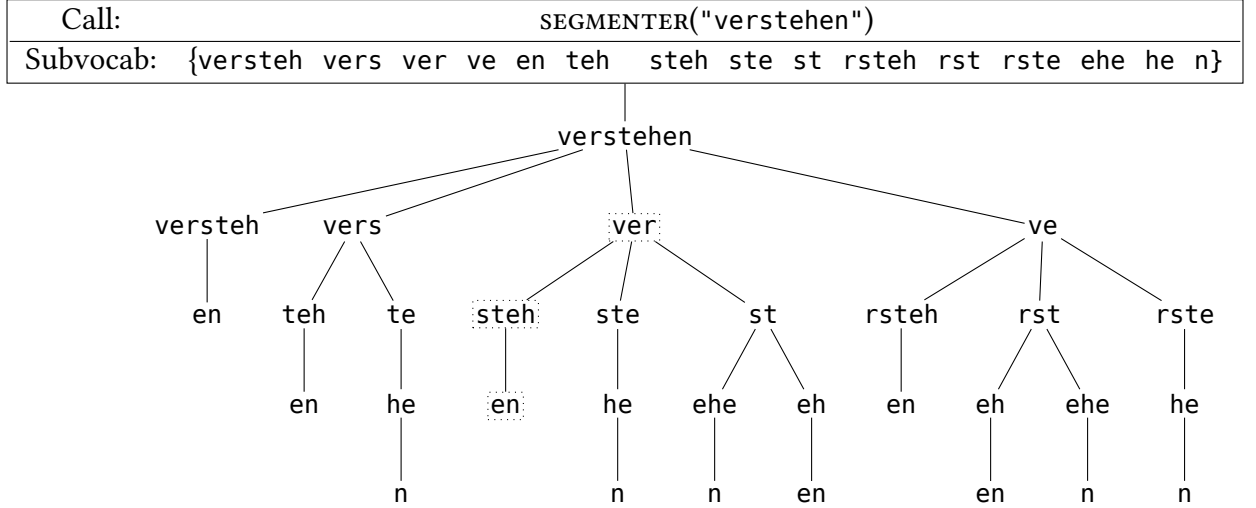 Call: SEGMENTER("verstehen")
Subvocab: {versteh vers ver ve en teh steh ste st rsteh rst rste ehe he n}
verstehen
versteh vers ver ve
en teh te steh ste st rsteh rst rste
en he en he ehe eh en eh ehe he
n n n en en n n